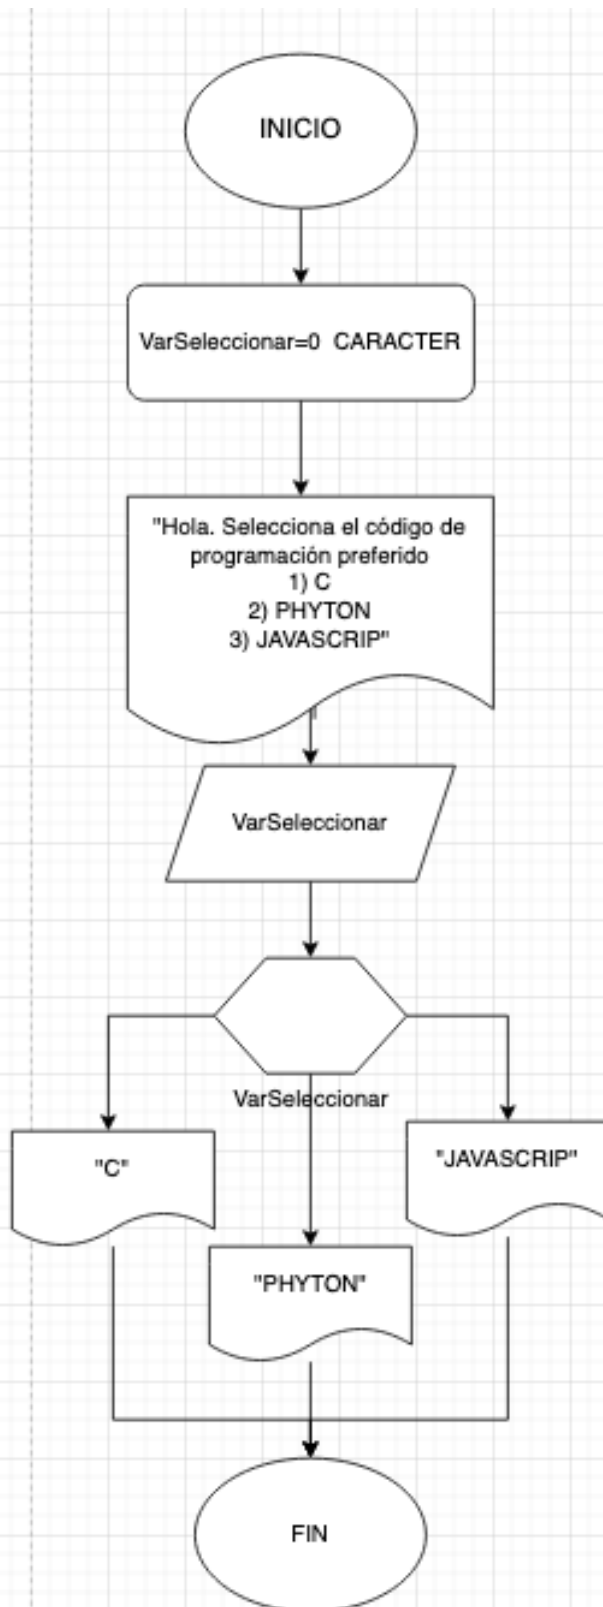 INICIO
VarSeleccionar=0 CARACTER
"Hola. Selecciona el código de
programación preferido
1) C
2) PHYTON
3) JAVASCRIP"
VarSeleccionar
VarSeleccionar
"C"
"JAVASCRIP"
"PHYTON"
FIN